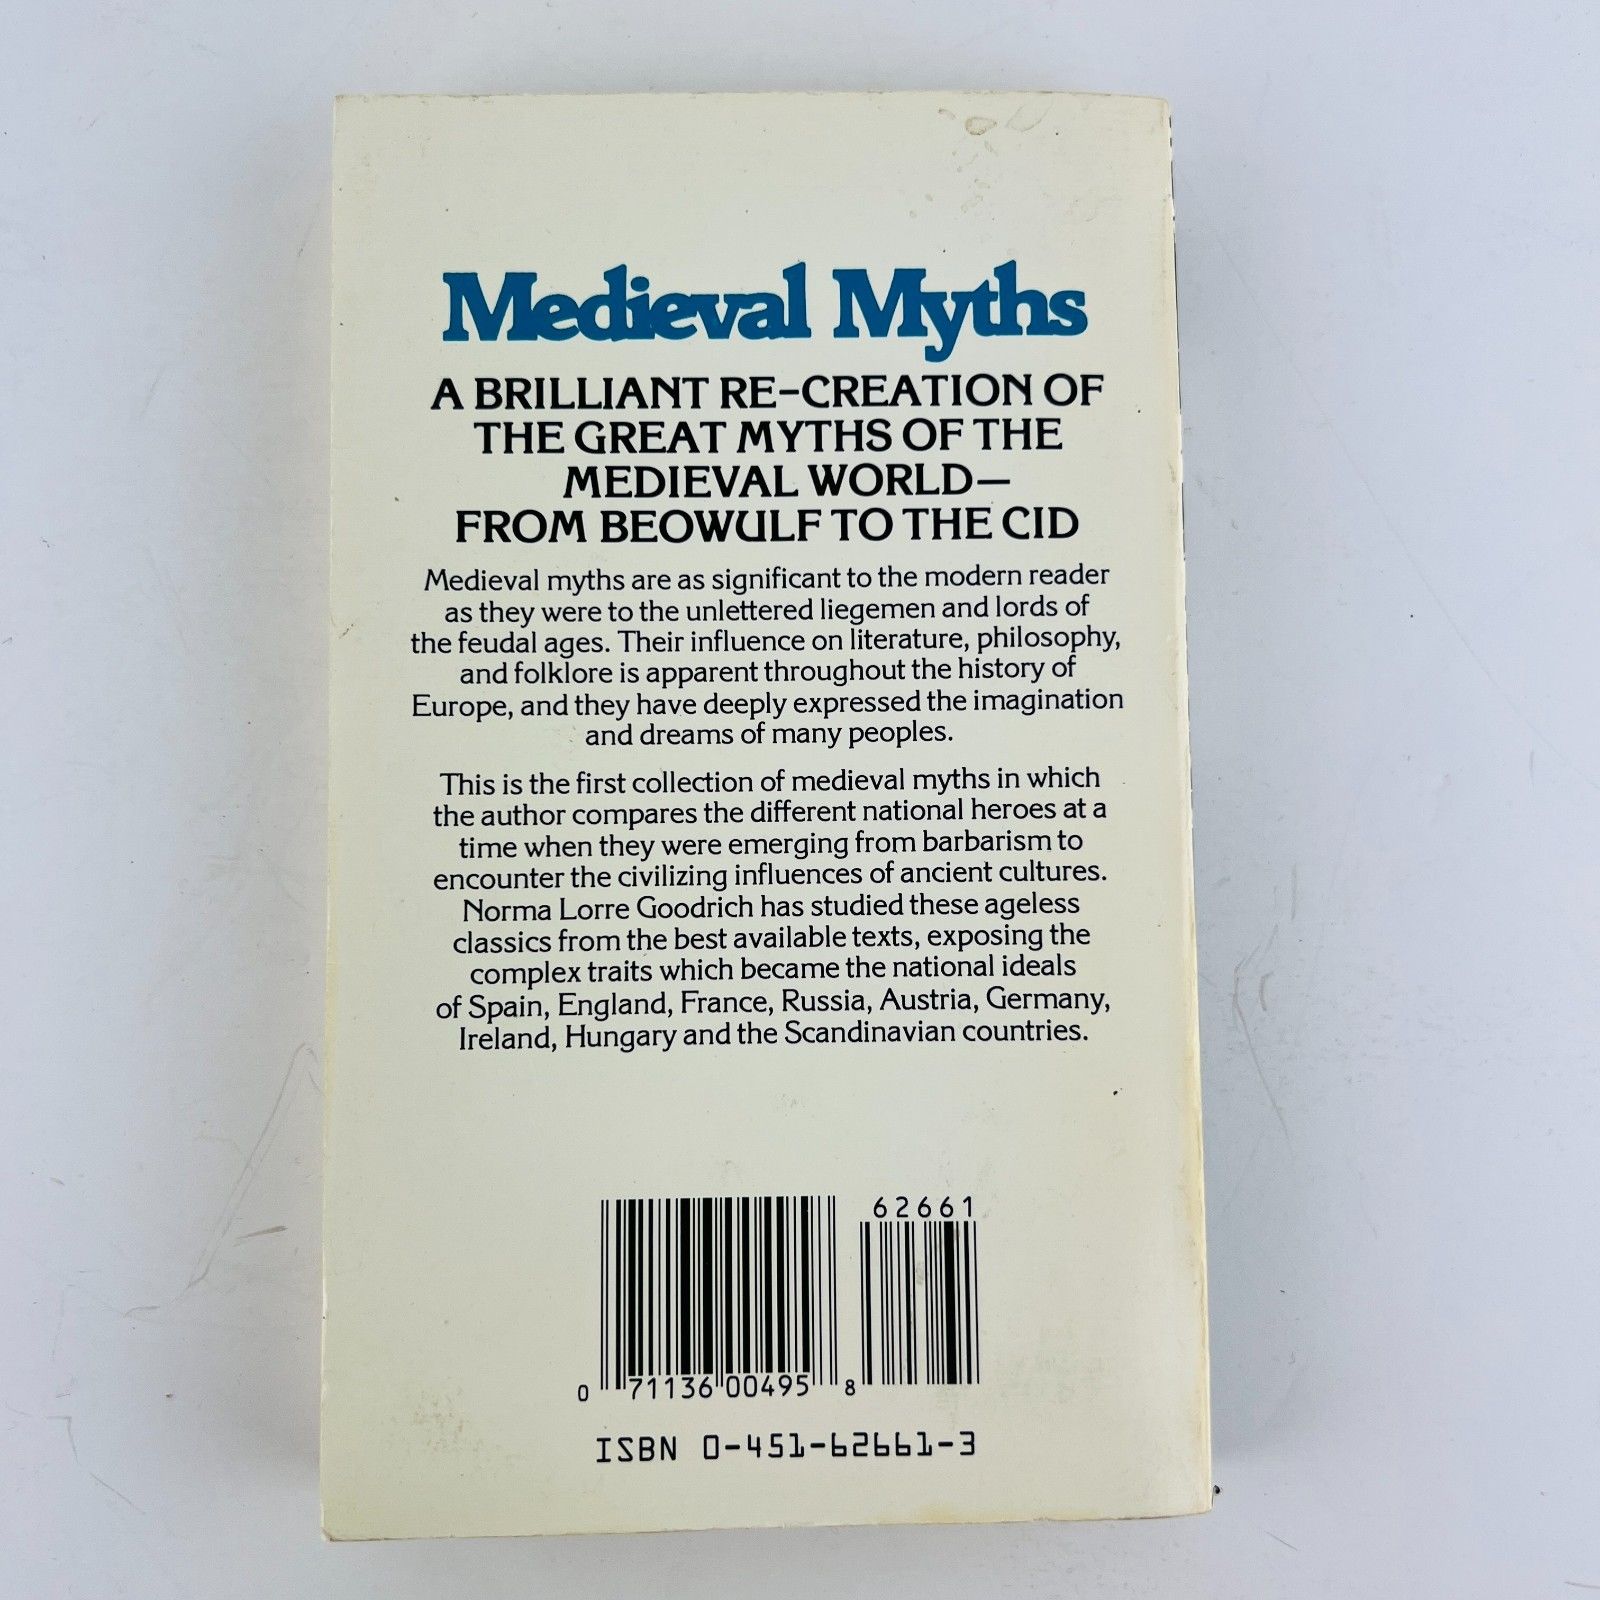 Medieval Myths
A BRILLIANT RE-CREATION OF
THE GREAT MYTHS OF THE
MEDIEVAL WORLD—
FROM BEOWULF TO THE CID
Medieval myths are as significant to the modern reader
as they were to the unlettered liegemen and lords of
the feudal ages. Their influence on literature, philosophy,
and folklore is apparent throughout the history of
Europe, and they have deeply expressed the imagination
and dreams of many peoples.
This is the first collection of medieval myths in which
the author compares the different national heroes at a
time when they were emerging from barbarism to
encounter the civilizing influences of ancient cultures.
Norma Lorre Goodrich has studied these ageless
classics from the best available texts, exposing the
complex traits which became the national ideals
of Spain, England, France, Russia, Austria, Germany,
Ireland, Hungary and the Scandinavian countries.
62661
0 71136 00495 8
ISBN 0-451-62661-3